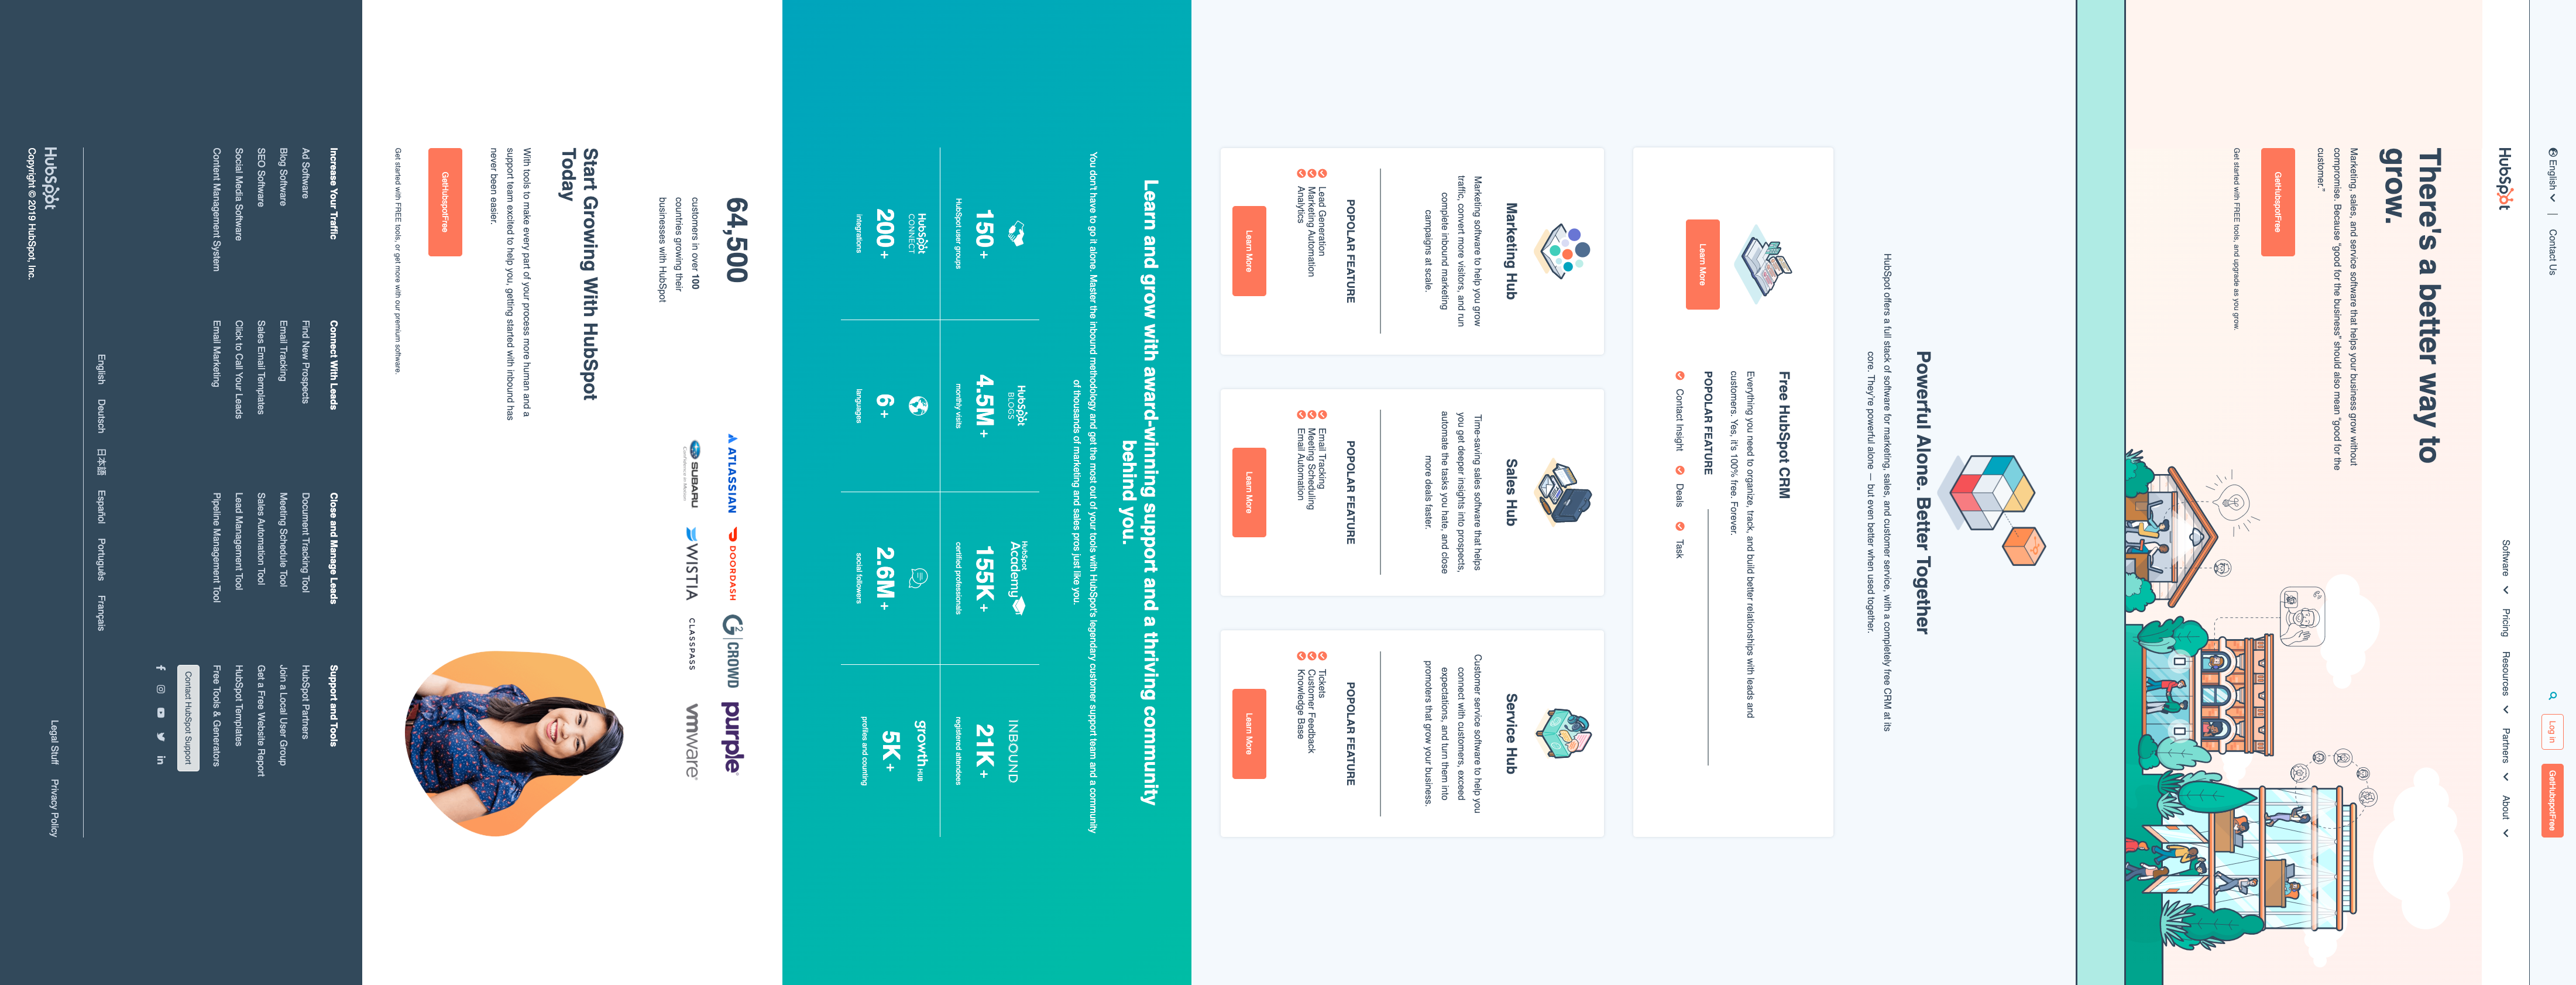 English | Contact Us
Log in
GetHubspotFree
HubSpot
Software
Pricing
Resources
Partners
About
There's a better way to
grow.
Marketing, sales, and service software that helps your business grow without
compromise. Becuse "good for the business" should also mean "good for the
customer."
GetHubspotFree
Get started with FREE tools, and upgrade as you grow.
Powerful Alone. Better Together
HubSpot offers a full stack of software for marketing, sales, and customer service, with a completely free CRM at its
core. They're powerful alone — but even better when used together.
Learn More
Free HubSpot CRM
Everything you need to organize, track, and build better relationships with leads and
customers. Yes, it's 100% free. Forever.
POPOLAR FEATURE
Contact Insight
Deals
Task
Marketing Hub
Marketing software to help you grow
traffic, convert more visitors, and run
complete inbound marketing
campaigns at scale.
POPOLAR FEATURE
Lead Generation
Marketing Automation
Analytics
Learn More
Sales Hub
Time-saving sales software that helps
you get deeper insights into prospects,
automate the tasks you hate, and close
more deals faster.
POPOLAR FEATURE
Email Tracking
Meeting Scheduling
Email Automation
Learn More
Service Hub
Customer service software to help you
connect with customers, exceed
expectations, and turn them into
promoters that grow your business.
POPOLAR FEATURE
Tickets
Customer Feedback
Knowledge Base
Learn More
Learn and grow with award-winning support and a thriving community
behind you.
You don't have to go it alone. Master the inbound methodology and get the most out of your tools with HubSpot's legendary customer support team and a community
of thousands of marketing and sales pros just like you.
150 +
HubSpot user groups
HubSpot
BLOGS
4.5M +
monthly visits
HubSpot
Academy
155K +
certified professionals
INBOUND
21K +
registered attendees
HubSpot
CONNECT
200 +
integrations
6 +
languages
2.6M +
social followers
growth HUB
5K +
profiles and counting
64,500
customers in over 100
countries growing their
businesses with HubSpot
ATLASSIAN
DOORDASH
G2 | CROWD
purple
SUBARU
Confidence in Motion
WISTIA
CLASSPASS
vmware
Start Growing With HubSpot
Today
With tools to make every part of your process more human and a
support team excited to help you, getting started with inbound has
never been easier.
GetHubspotFree
Get started with FREE tools, or get more with our premium software.
Increase Your Traffic
Ad Software
Blog Software
SEO Software
Social Media Software
Content Management System
Connect With Leads
Find New Prospects
Email Tracking
Sales Email Templates
Click to Call Your Leads
Email Marketing
Close and Manage Leads
Document Tracking Tool
Meeting Schedule Tool
Sales Automation Tool
Lead Management Tool
Pipeline Management Tool
Support and Tools
HubSpot Partners
Join a Local User Group
Get a Free Website Report
HubSpot Templates
Free Tools & Generators
Contact HubSpot Support
English
Deutsch
日本語
Español
Português
Français
HubSpot
Copyright © 2019 HubSpot, Inc.
Legal Stuff
Privacy Policy